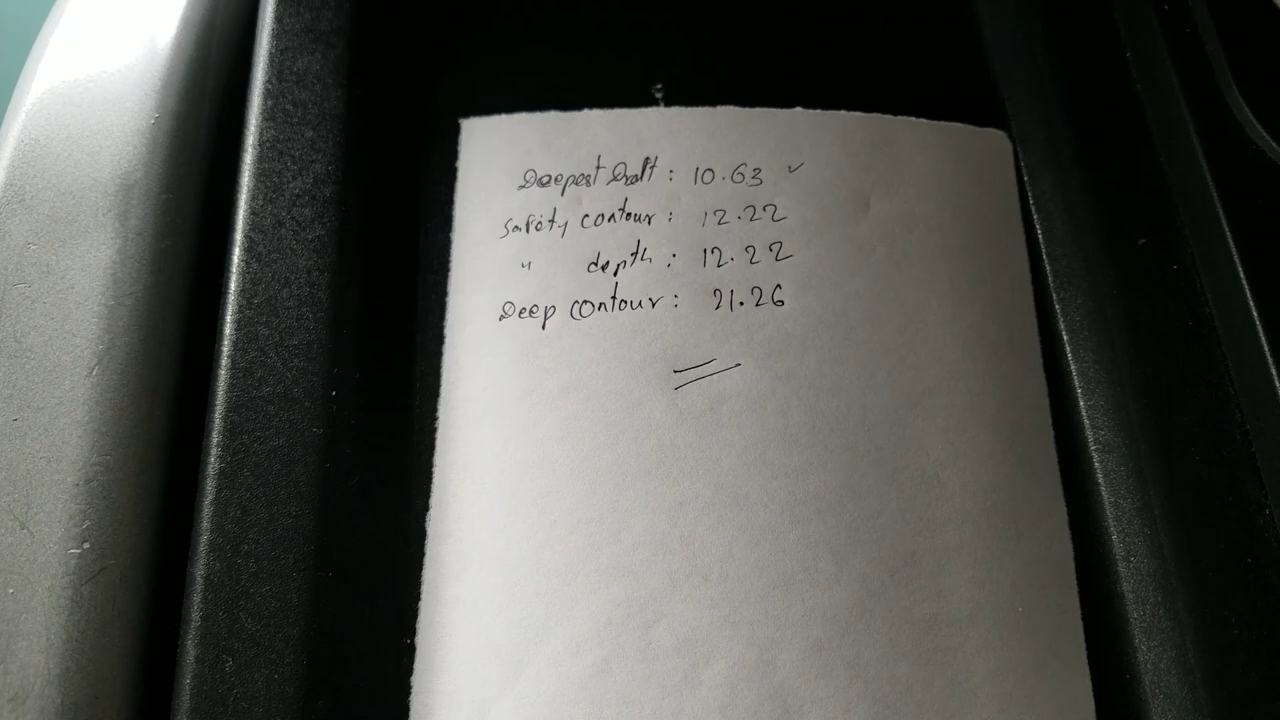 Deepest Draft : 10.63 ✓
Safety contour : 12.22
" depth : 12.22
Deep contour : 21.26